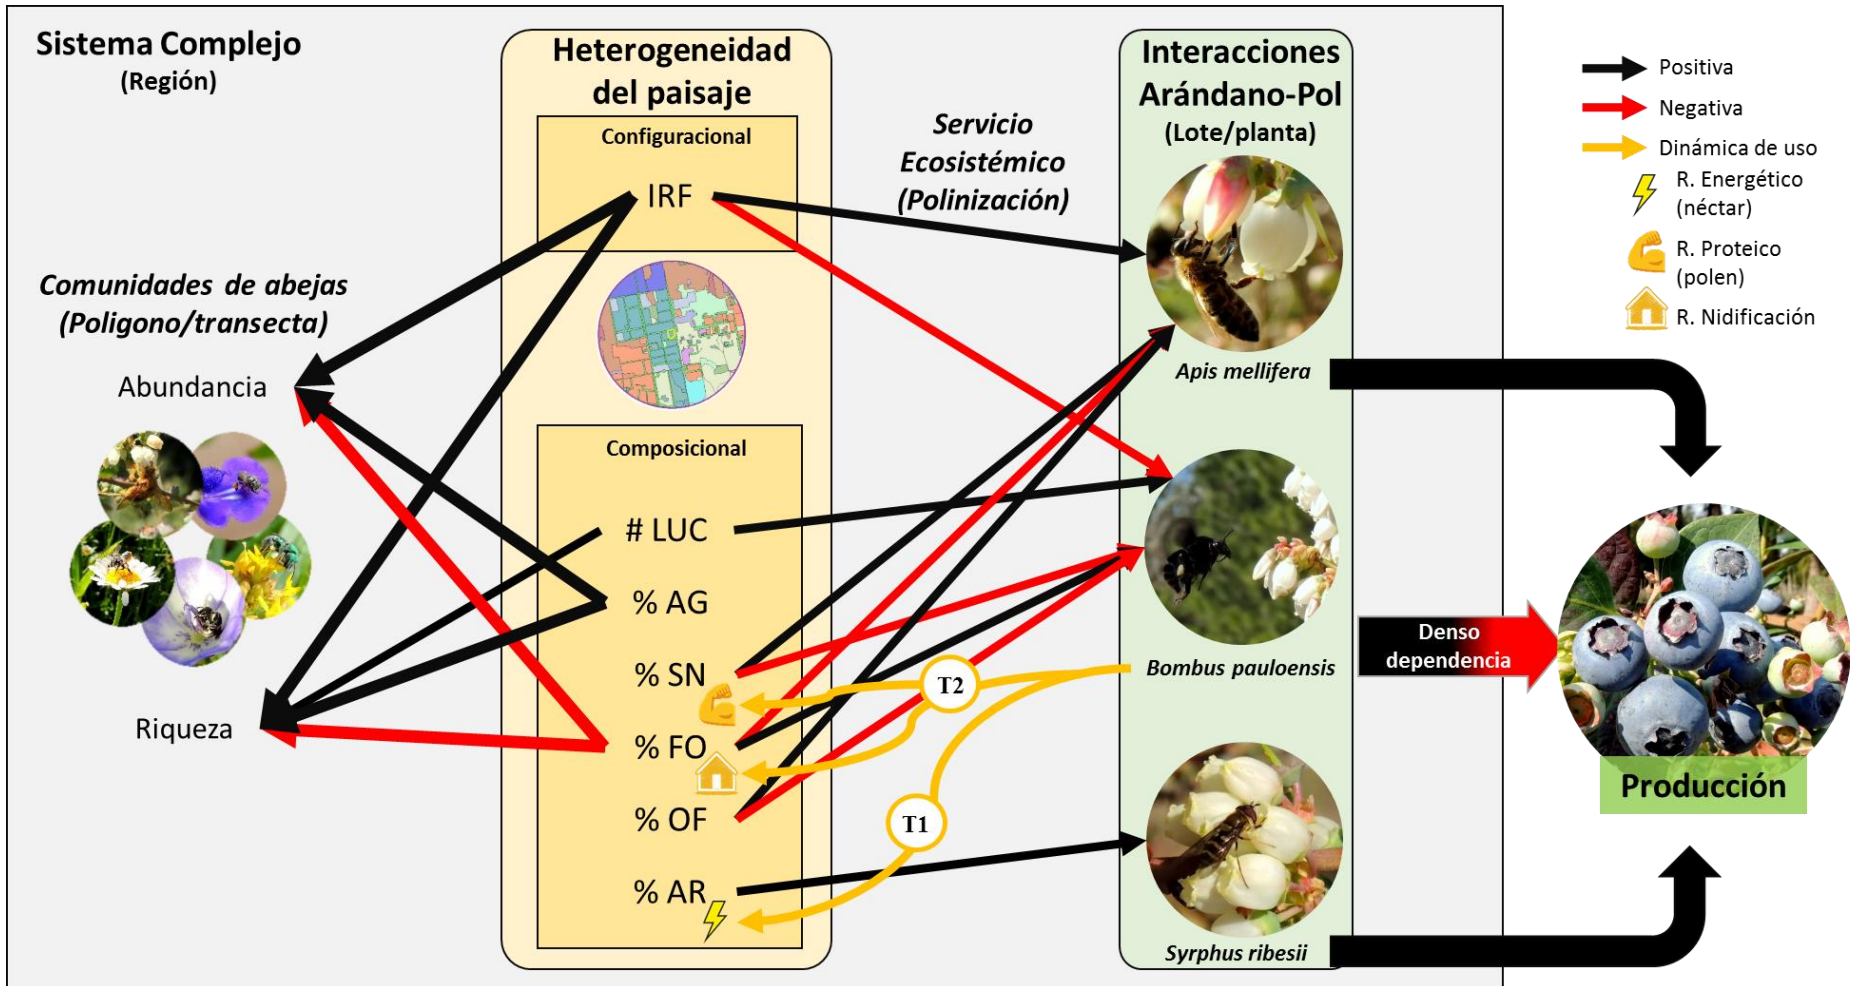 Sistema Complejo
(Región)
Heterogeneidad
del paisaje
Configuracional
IRF
Composicional
# LUC
% AG
% SN
% FO
% OF
% AR
Comunidades de abejas
(Poligono/transecta)
Abundancia
Riqueza
Servicio
Ecosistémico
(Polinización)
T2
T1
Interacciones
Arándano-Pol
(Lote/planta)
Apis mellifera
Bombus pauloensis
Syrphus ribesii
Positiva
Negativa
Dinámica de uso
R. Energético
(néctar)
R. Proteico
(polen)
R. Nidificación
Denso
dependencia
Producción